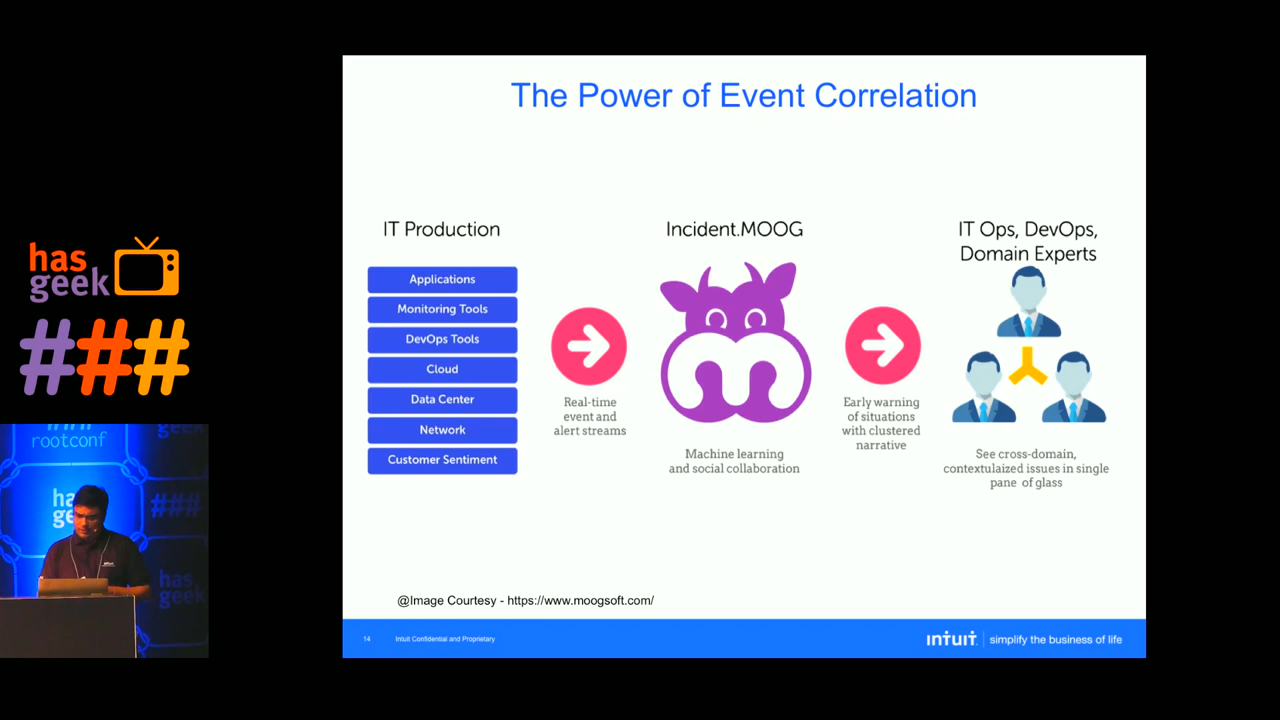 The Power of Event Correlation
IT Production
Applications
Monitoring Tools
DevOps Tools
Cloud
Data Center
Network
Customer Sentiment
Real-time
event and
alert streams
Incident.MOOG
Machine learning
and social collaboration
Early warning
of situations
with clustered
narrative
IT Ops, DevOps,
Domain Experts
See cross-domain,
contextulaized issues in single
pane of glass
@Image Courtesy - https://www.moogsoft.com/
14
Intuit Confidential and Proprietary
intuit
simplify the business of life
has
geek
###
rootconf
has
geek
###